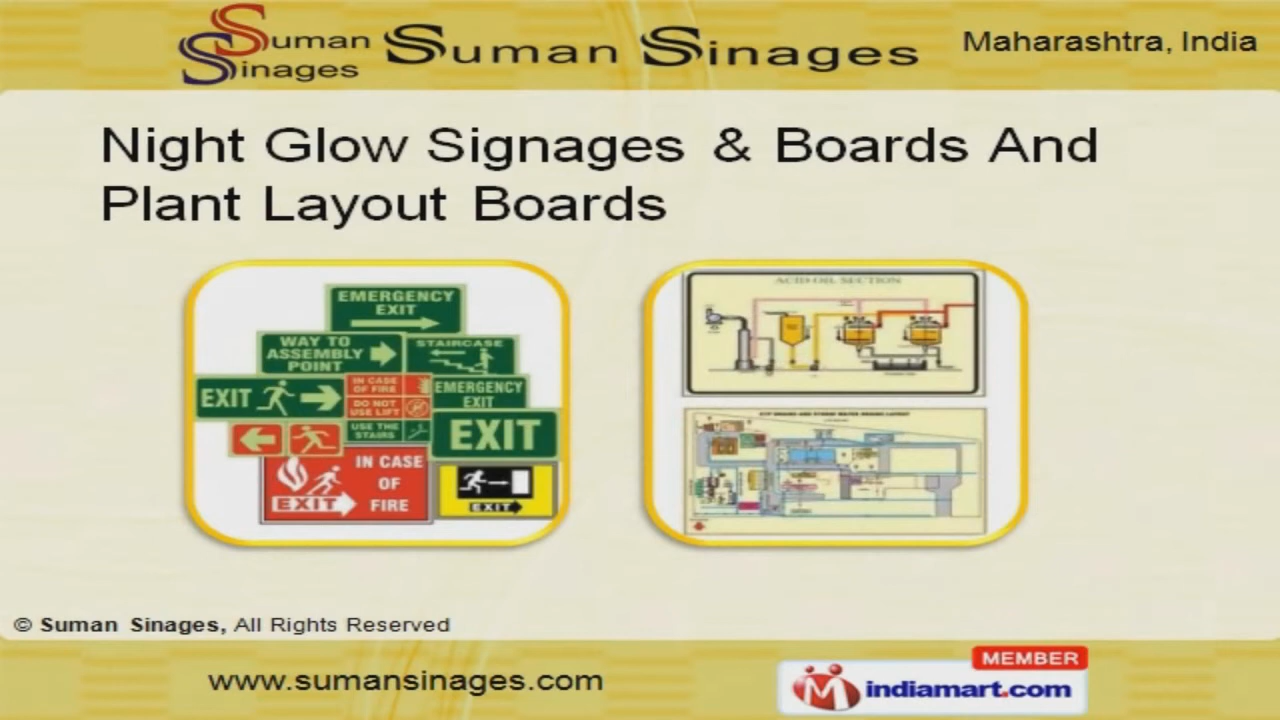 Suman
Sinages
Suman Sinages
Maharashtra, India
Night Glow Signages & Boards And
Plant Layout Boards
EMERGENCY
EXIT
WAY TO
ASSEMBLY
POINT
STAIRCASE
EXIT
IN CASE
OF FIRE
DO NOT
USE LIFT
EMERGENCY
EXIT
USE THE
STAIRS
EXIT
IN CASE
OF
FIRE
EXIT
EXIT
ACID OIL SECTION
© Suman Sinages, All Rights Reserved
www.sumansinages.com
MEMBER
indiamart.com